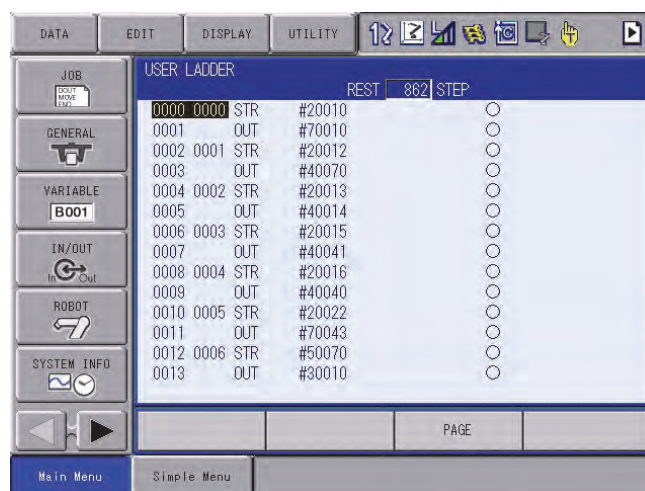 DATA EDIT DISPLAY UTILITY
JOB
DOUT
MOVE
END
GENERAL
VARIABLE
B001
IN/OUT
In Out
ROBOT
SYSTEM INFO
USER LADDER
REST 862 STEP
0000 0000 STR #20010
0001 OUT #70010
0002 0001 STR #20012
0003 OUT #40070
0004 0002 STR #20013
0005 OUT #40014
0006 0003 STR #20015
0007 OUT #40041
0008 0004 STR #20016
0009 OUT #40040
0010 0005 STR #20022
0011 OUT #70043
0012 0006 STR #50070
0013 OUT #30010
PAGE
Main Menu Simple Menu